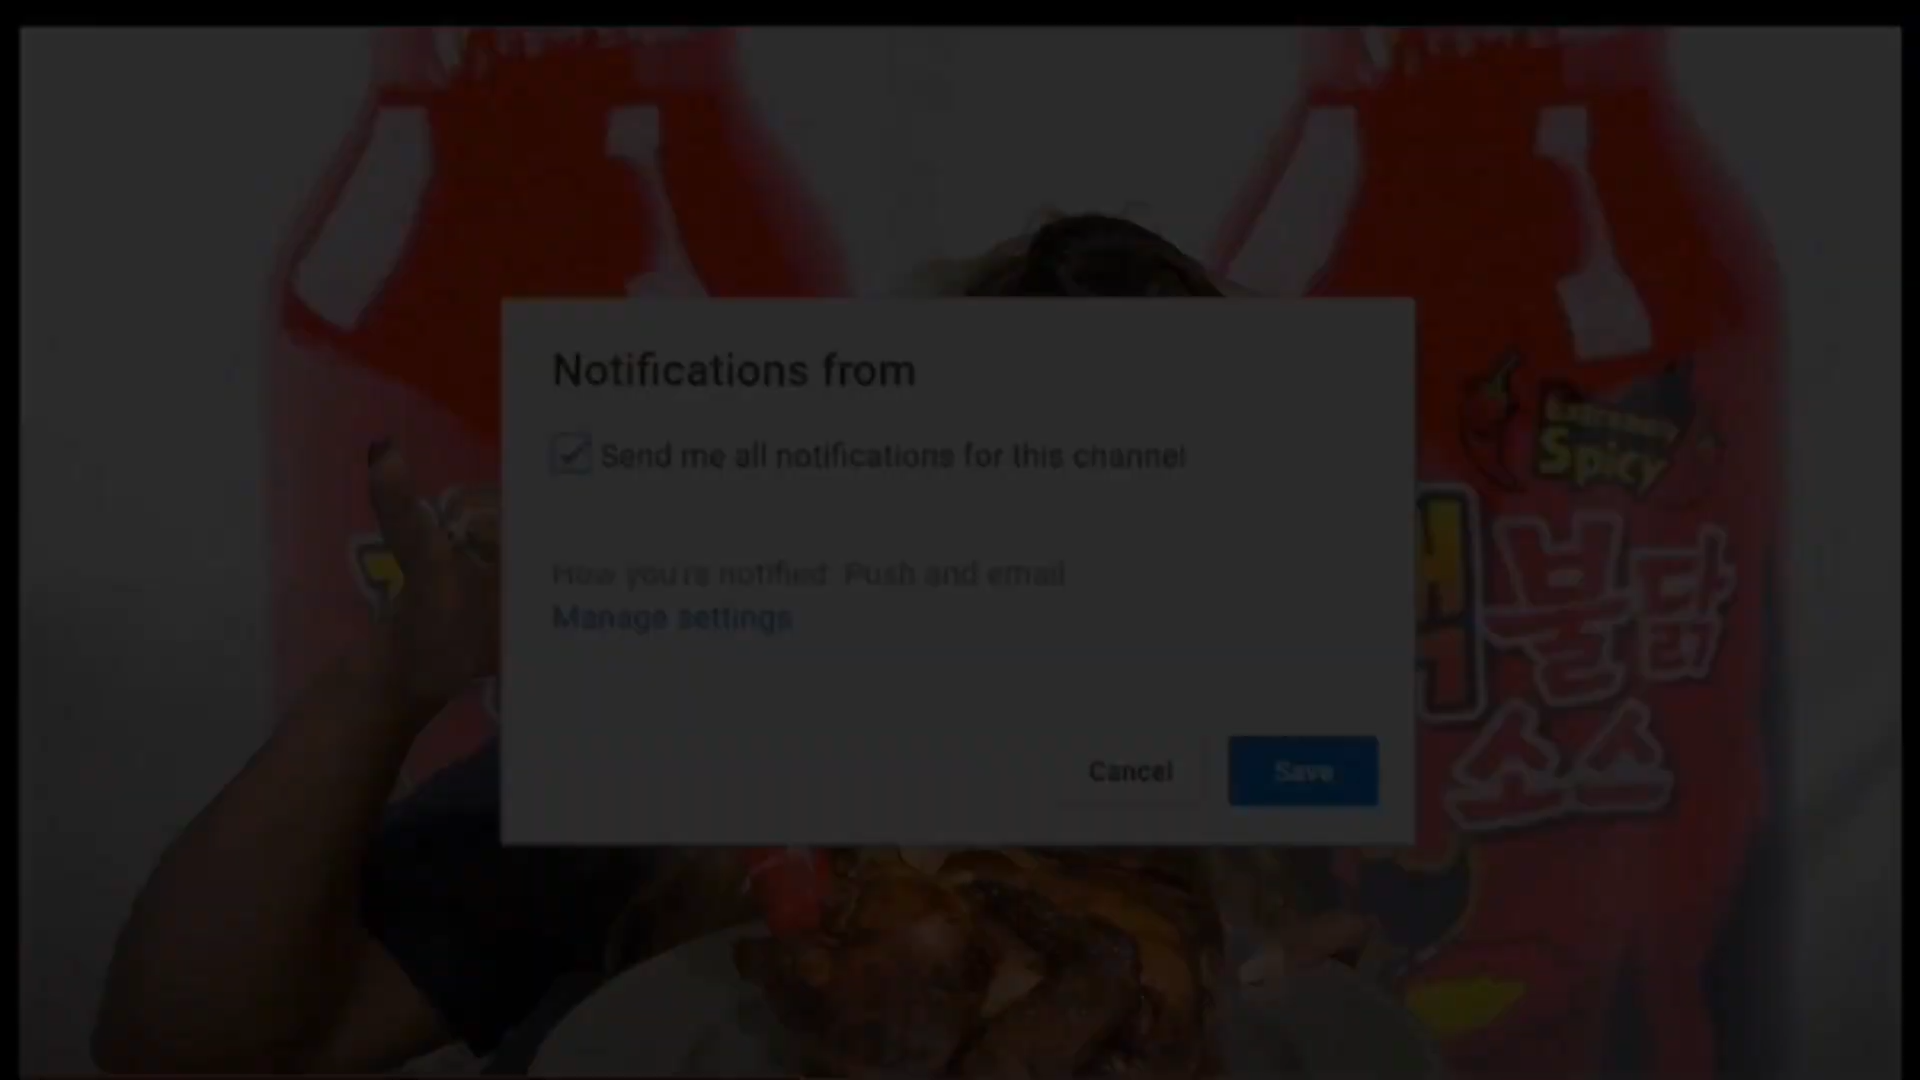 Notifications from
Send me all notifications for this channel
How you're notified: Push and email
Manage settings
Cancel
Save
Extremely
Spicy
불닭
소스